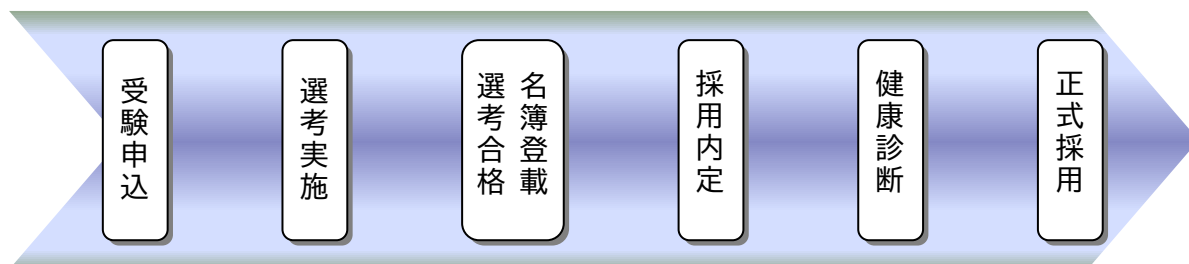 受験申込
選考実施
名簿登載
選考合格
採用内定
健康診断
正式採用